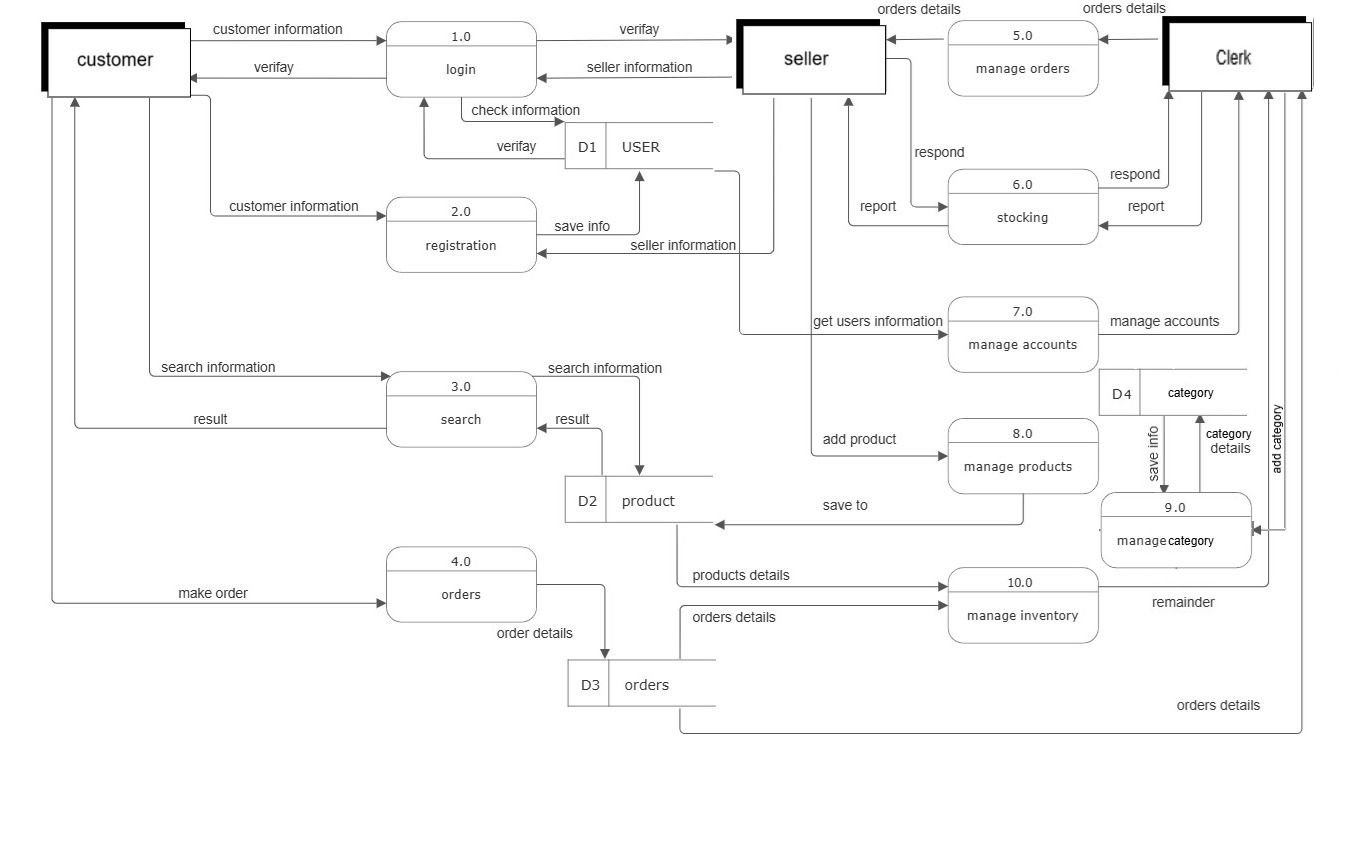 orders details
orders details
customer information
1.0
verifay
5.0
customer
login
seller
manage orders
Clerk
verifay
seller information
check information
D1
USER
verifay
respond
6.0
respond
stocking
report
report
customer information
2.0
save info
registration
seller information
7.0
get users information
manage accounts
manage accounts
search information
3.0
search information
search
result
result
D4
category
save info
category
details
add category
8.0
add product
manage products
D2
product
save to
9.0
manage category
4.0
orders
make order
order details
products details
10.0
manage inventory
orders details
remainder
D3
orders
orders details